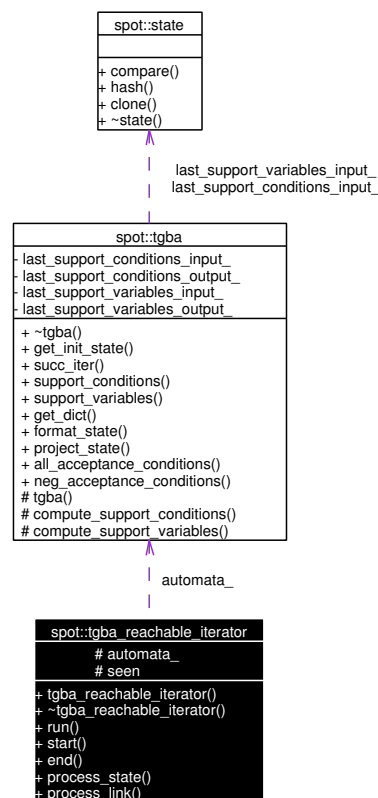 spot::state
+ compare()
+ hash()
+ clone()
+ ~state()
last_support_variables_input_
last_support_conditions_input_
spot::tgba
- last_support_conditions_input_
- last_support_conditions_output_
- last_support_variables_input_
- last_support_variables_output_
+ ~tgba()
+ get_init_state()
+ succ_iter()
+ support_conditions()
+ support_variables()
+ get_dict()
+ format_state()
+ project_state()
+ all_acceptance_conditions()
+ neg_acceptance_conditions()
# tgba()
# compute_support_conditions()
# compute_support_variables()
automata_
spot::tgba_reachable_iterator
# automata_
# seen
+ tgba_reachable_iterator()
+ ~tgba_reachable_iterator()
+ run()
+ start()
+ end()
+ process_state()
+ process_link()